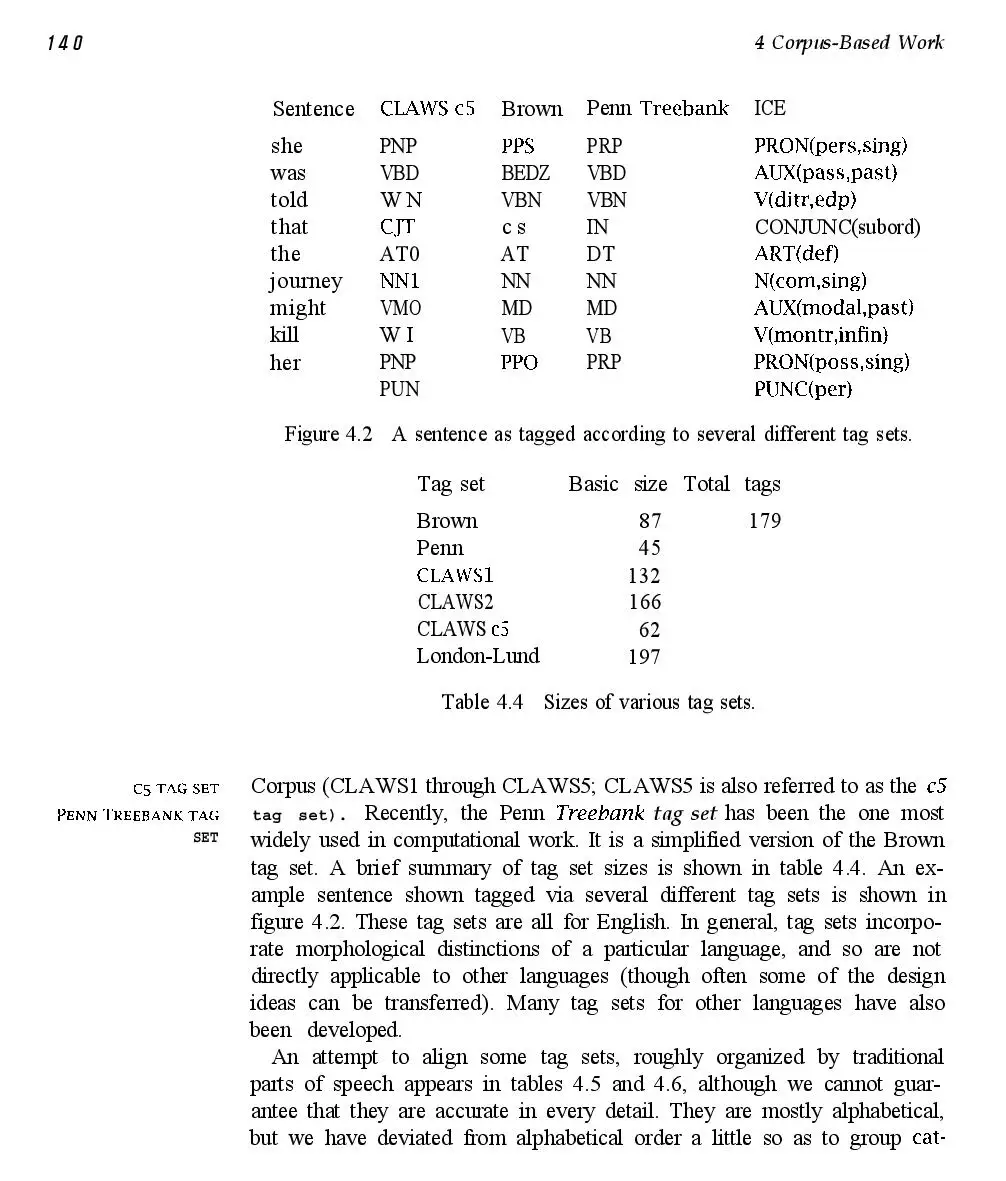 140 4 Corpus-Based Work
Sentence CLAWS c5 Brown Penn Treebank ICE
she PNP PPS PRP PRON(pers,sing)
was VBD BEDZ VBD AUX(pass,past)
told W N VBN VBN V(ditr,edp)
that CJT c s IN CONJUNC(subord)
the AT0 AT DT ART(def)
journey NN1 NN NN N(com,sing)
might VMO MD MD AUX(modal,past)
kill W I VB VB V(montr,infin)
her PNP PPO PRP PRON(poss,sing)
PUN PUNC(per)
Figure 4.2 A sentence as tagged according to several different tag sets.
Tag set Basic size Total tags
Brown 87 179
Penn 45
CLAWS1 132
CLAWS2 166
CLAWS c5 62
London-Lund 197
Table 4.4 Sizes of various tag sets.
C5 TAG SET Corpus (CLAWS1 through CLAWS5; CLAWS5 is also referred to as the c5
PENN TREEBANK TAG tag set). Recently, the Penn Treebank tag set has been the one most
SET widely used in computational work. It is a simplified version of the Brown
tag set. A brief summary of tag set sizes is shown in table 4.4. An ex-
ample sentence shown tagged via several different tag sets is shown in
figure 4.2. These tag sets are all for English. In general, tag sets incorpo-
rate morphological distinctions of a particular language, and so are not
directly applicable to other languages (though often some of the design
ideas can be transferred). Many tag sets for other languages have also
been developed.
An attempt to align some tag sets, roughly organized by traditional
parts of speech appears in tables 4.5 and 4.6, although we cannot guar-
antee that they are accurate in every detail. They are mostly alphabetical,
but we have deviated from alphabetical order a little so as to group cat-